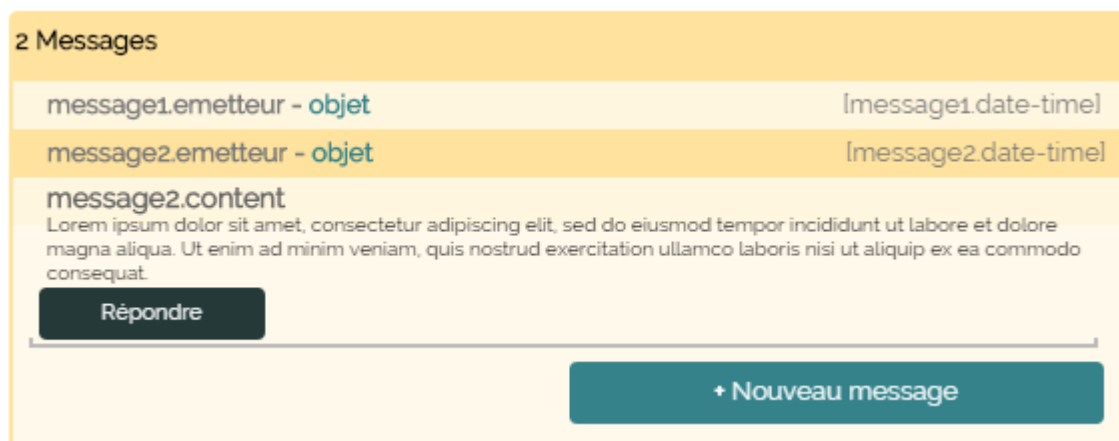 2 Messages
message1.emetteur - objet [message1.date-time]
message2.emetteur - objet [message2.date-time]
message2.content
Lorem ipsum dolor sit amet, consectetur adipiscing elit, sed do eiusmod tempor incididunt ut labore et dolore
magna aliqua. Ut enim ad minim veniam, quis nostrud exercitation ullamco laboris nisi ut aliquip ex ea commodo
consequat.
Répondre
+ Nouveau message